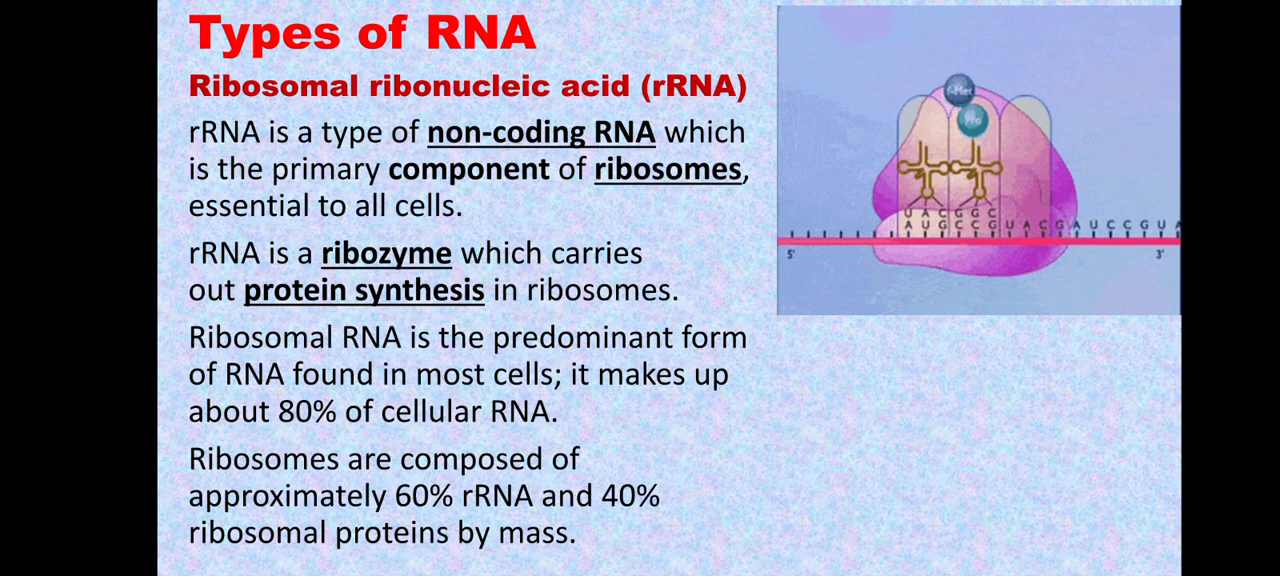 Types of RNA
Ribosomal ribonucleic acid (rRNA)
rRNA is a type of non-coding RNA which
is the primary component of ribosomes,
essential to all cells.
rRNA is a ribozyme which carries
out protein synthesis in ribosomes.
Ribosomal RNA is the predominant form
of RNA found in most cells; it makes up
about 80% of cellular RNA.
Ribosomes are composed of
approximately 60% rRNA and 40%
ribosomal proteins by mass.
f-Met
Pro
U A C G G C
A U G C C G U A C G A U C C G U A
5' 3'